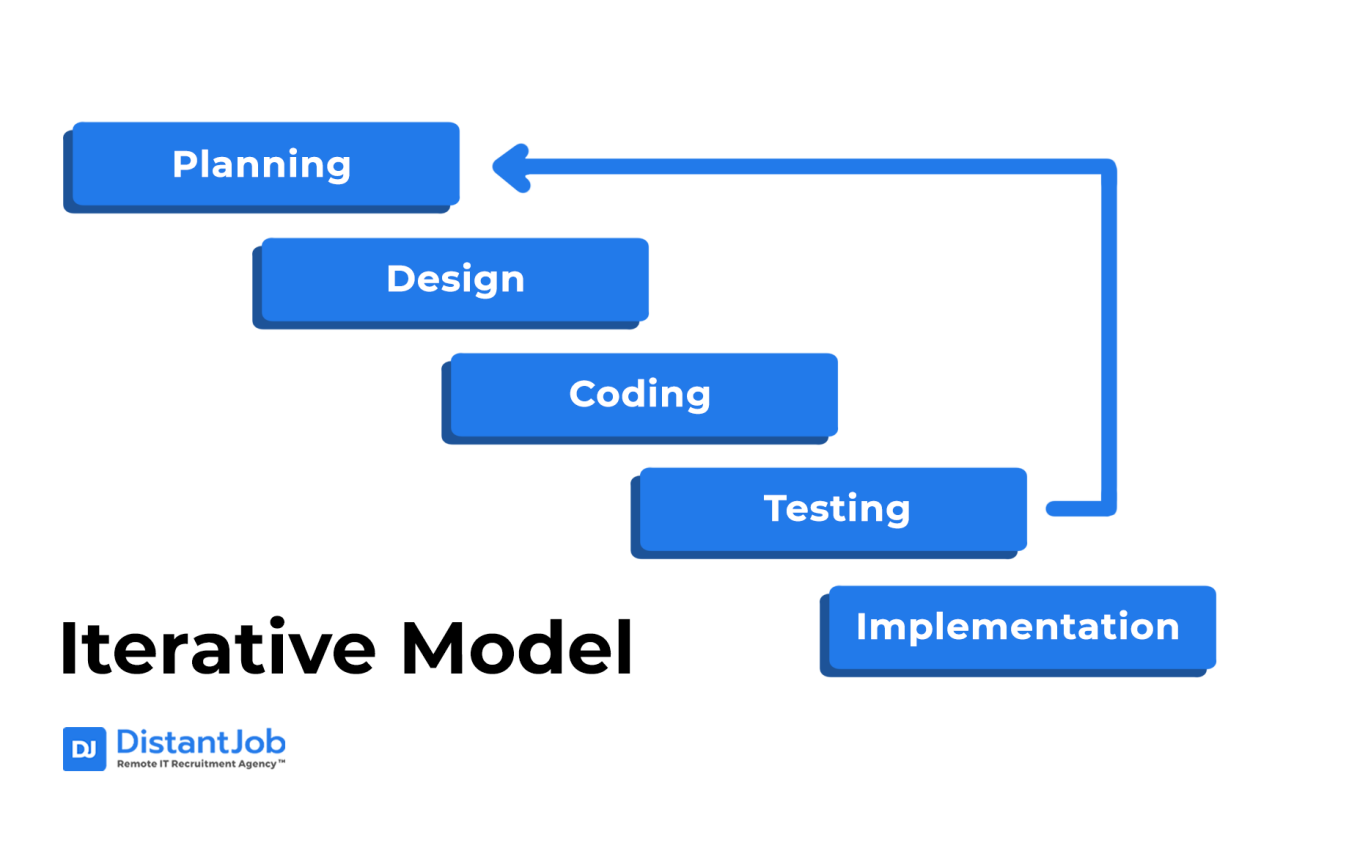 Planning
Design
Coding
Testing
Implementation
Iterative Model
DJ
DistantJob
Remote IT Recruitment Agency™